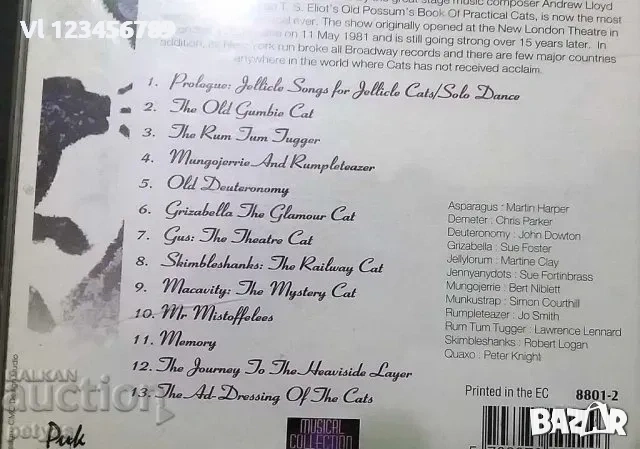 Vl 123456789
great stage musical composer Andrew Lloyd
T. S. Eliot's Old Possum's Book Of Practical Cats, is now the most
ever. The show originally opened at the New London Theatre in
on 11 May 1981 and is still going strong over 15 years later. In
addition, a New York run broke all Broadway records and there are few major countries
anywhere in the world where Cats has not received acclaim.
1. Prologue: Jellicle Songs for Jellicle Cats/Solo Dance
2. The Old Gumbie Cat
3. The Rum Tum Tugger
4. Mungojerrie And Rumpleteazer
5. Old Deuteronomy
6. Grizabella The Glamour Cat
7. Gus: The Theatre Cat
8. Skimbleshanks: The Railway Cat
9. Macavity: The Mystery Cat
10. Mr Mistoffelees
11. Memory
12. The Journey To The Heaviside Layer
13. The Ad-Dressing Of The Cats
Asparagus : Martin Harper
Demeter : Chris Parker
Deuteronomy : John Dowton
Grizabella : Sue Foster
Jellylorum : Martine Clay
Jennyanydots : Sue Fortinbrass
Mungojerrie : Bert Niblett
Munkustrap : Simon Courthill
Rumpleteazer : Jo Smith
Rum Tum Tugger : Lawrence Lennard
Skimbleshanks : Robert Logan
Quaxo : Peter Knight
Printed in the EC 8801-2
BALKAN
auction
Puk
MUSICAL
COLLECTION
BAZAR.bg